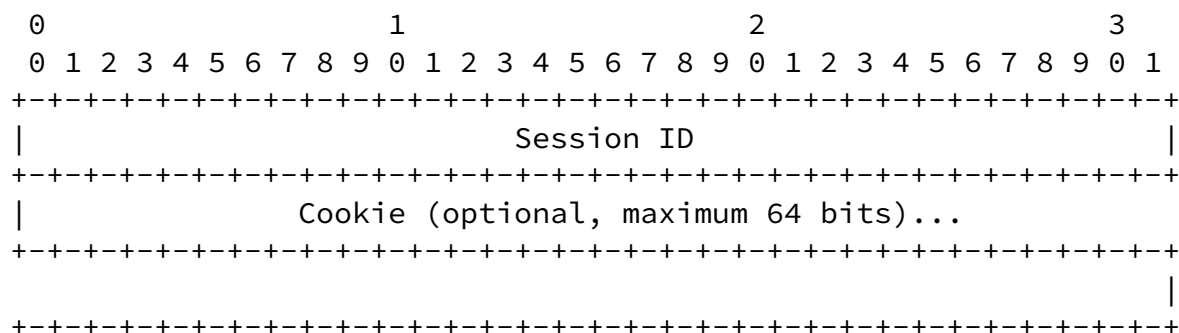 0                   1                   2                   3
 0 1 2 3 4 5 6 7 8 9 0 1 2 3 4 5 6 7 8 9 0 1 2 3 4 5 6 7 8 9 0 1
+-+-+-+-+-+-+-+-+-+-+-+-+-+-+-+-+-+-+-+-+-+-+-+-+-+-+-+-+-+-+-+-+
|                           Session ID                          |
+-+-+-+-+-+-+-+-+-+-+-+-+-+-+-+-+-+-+-+-+-+-+-+-+-+-+-+-+-+-+-+-+
|               Cookie (optional, maximum 64 bits)...
+-+-+-+-+-+-+-+-+-+-+-+-+-+-+-+-+-+-+-+-+-+-+-+-+-+-+-+-+-+-+-+-+
                                                                |
+-+-+-+-+-+-+-+-+-+-+-+-+-+-+-+-+-+-+-+-+-+-+-+-+-+-+-+-+-+-+-+-+